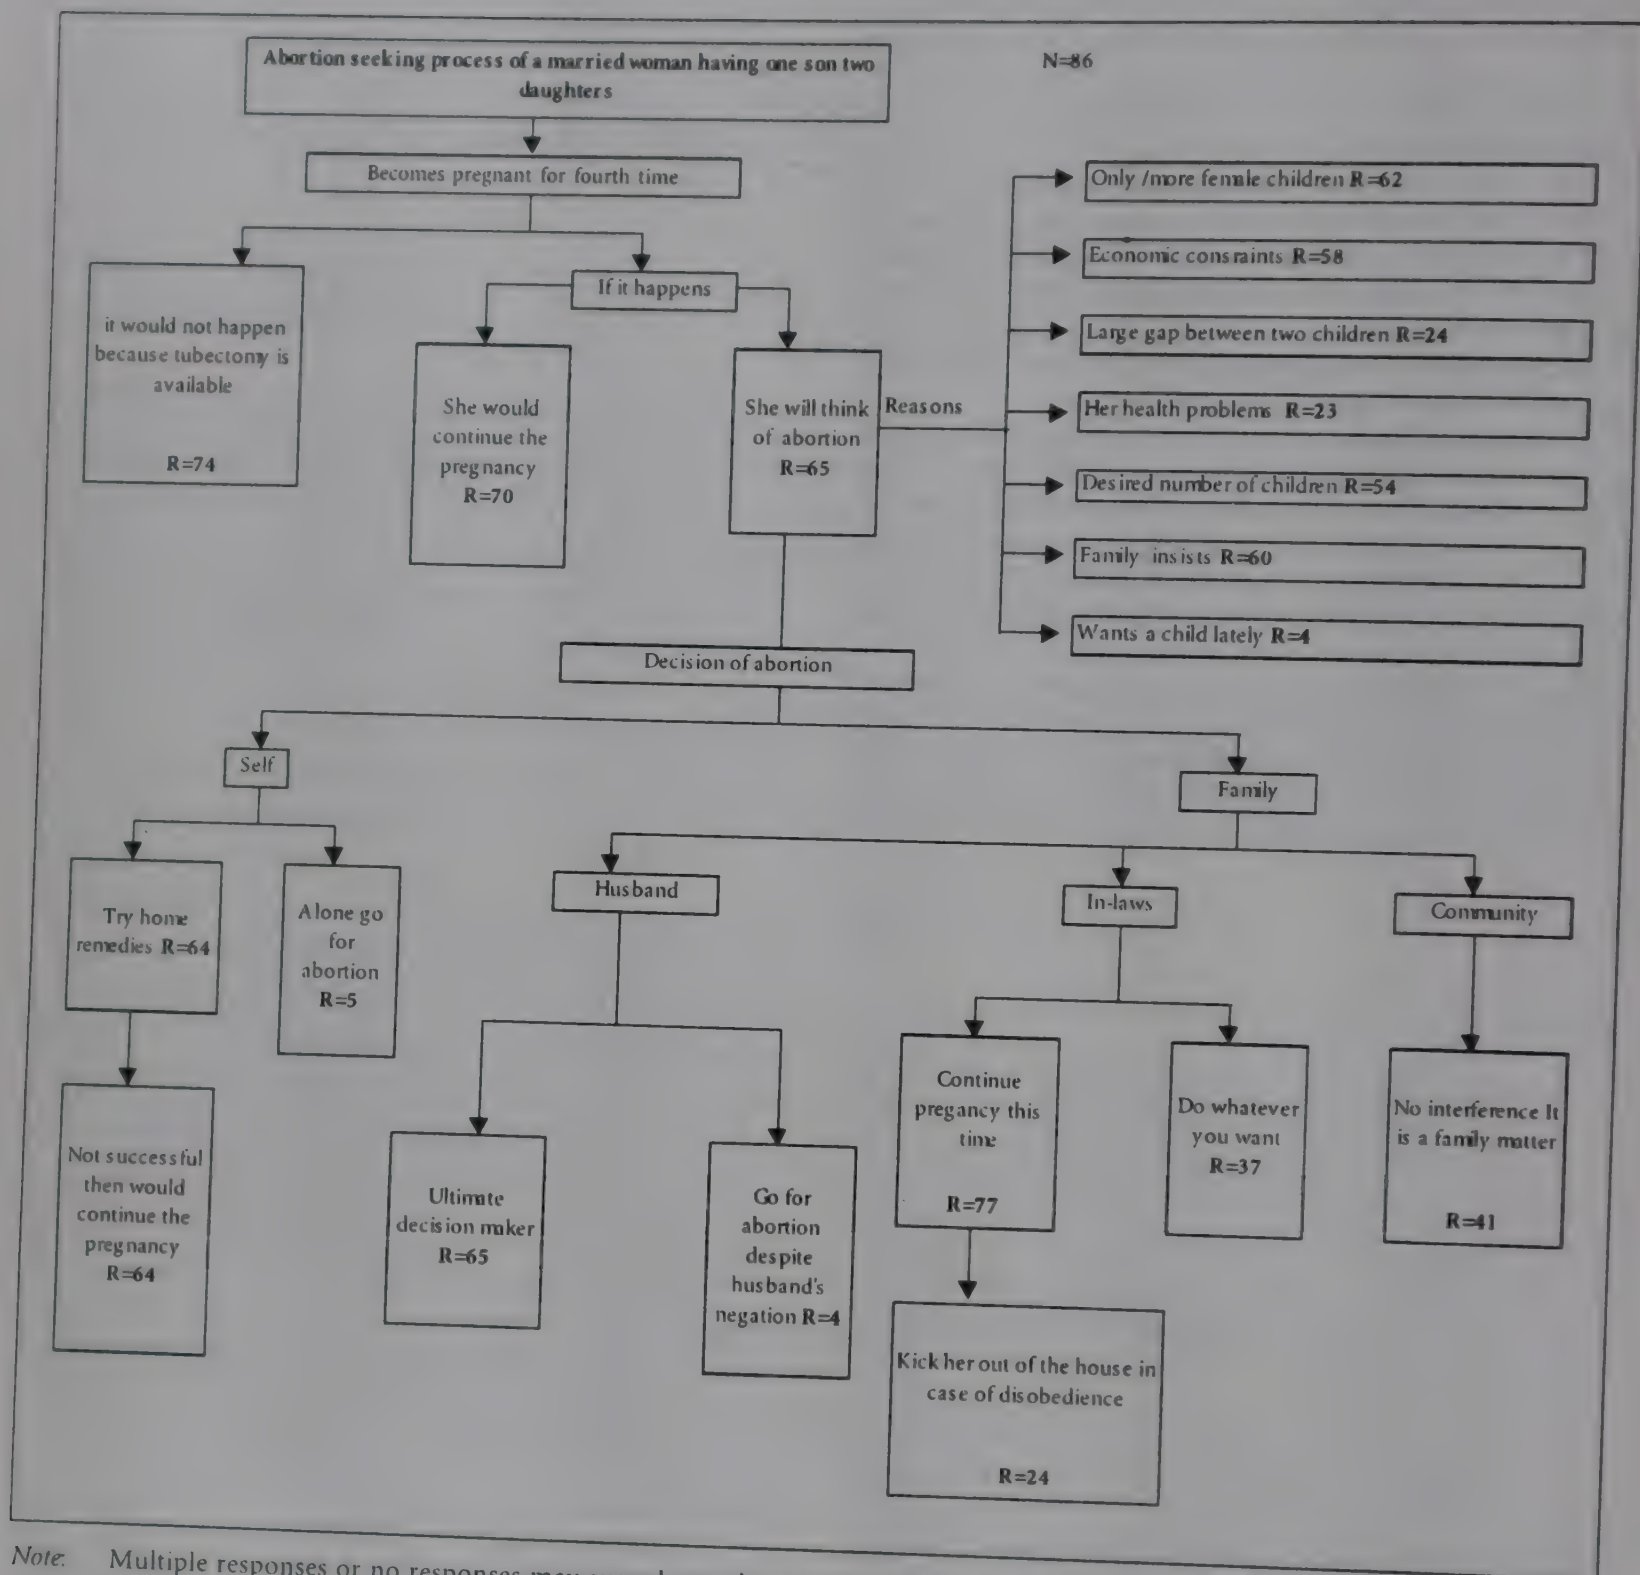 Abortion seeking process of a married woman having one son two
daughters
N=86
Becomes pregnant for fourth time
it would not happen
because tubectomy is
available
R=74
If it happens
She would
continue the
pregnancy
R=70
She will think
of abortion
R=65
Reasons
Only /more female children R=62
Economic consraints R=58
Large gap between two children R=24
Her health problems R=23
Desired number of children R=54
Family insists R=60
Wants a child lately R=4
Decision of abortion
Self
Family
Try home
remedies R=64
Alone go
for
abortion
R=5
Husband
In-laws
Community
Not successful
then would
continue the
pregnancy
R=64
Ultimate
decision maker
R=65
Go for
abortion
despite
husband's
negation R=4
Continue
pregancy this
time
R=77
Do whatever
you want
R=37
No interference It
is a family matter
R=41
Kick her out of the house in
case of disobedience
R=24
Note: Multiple responses or no responses may